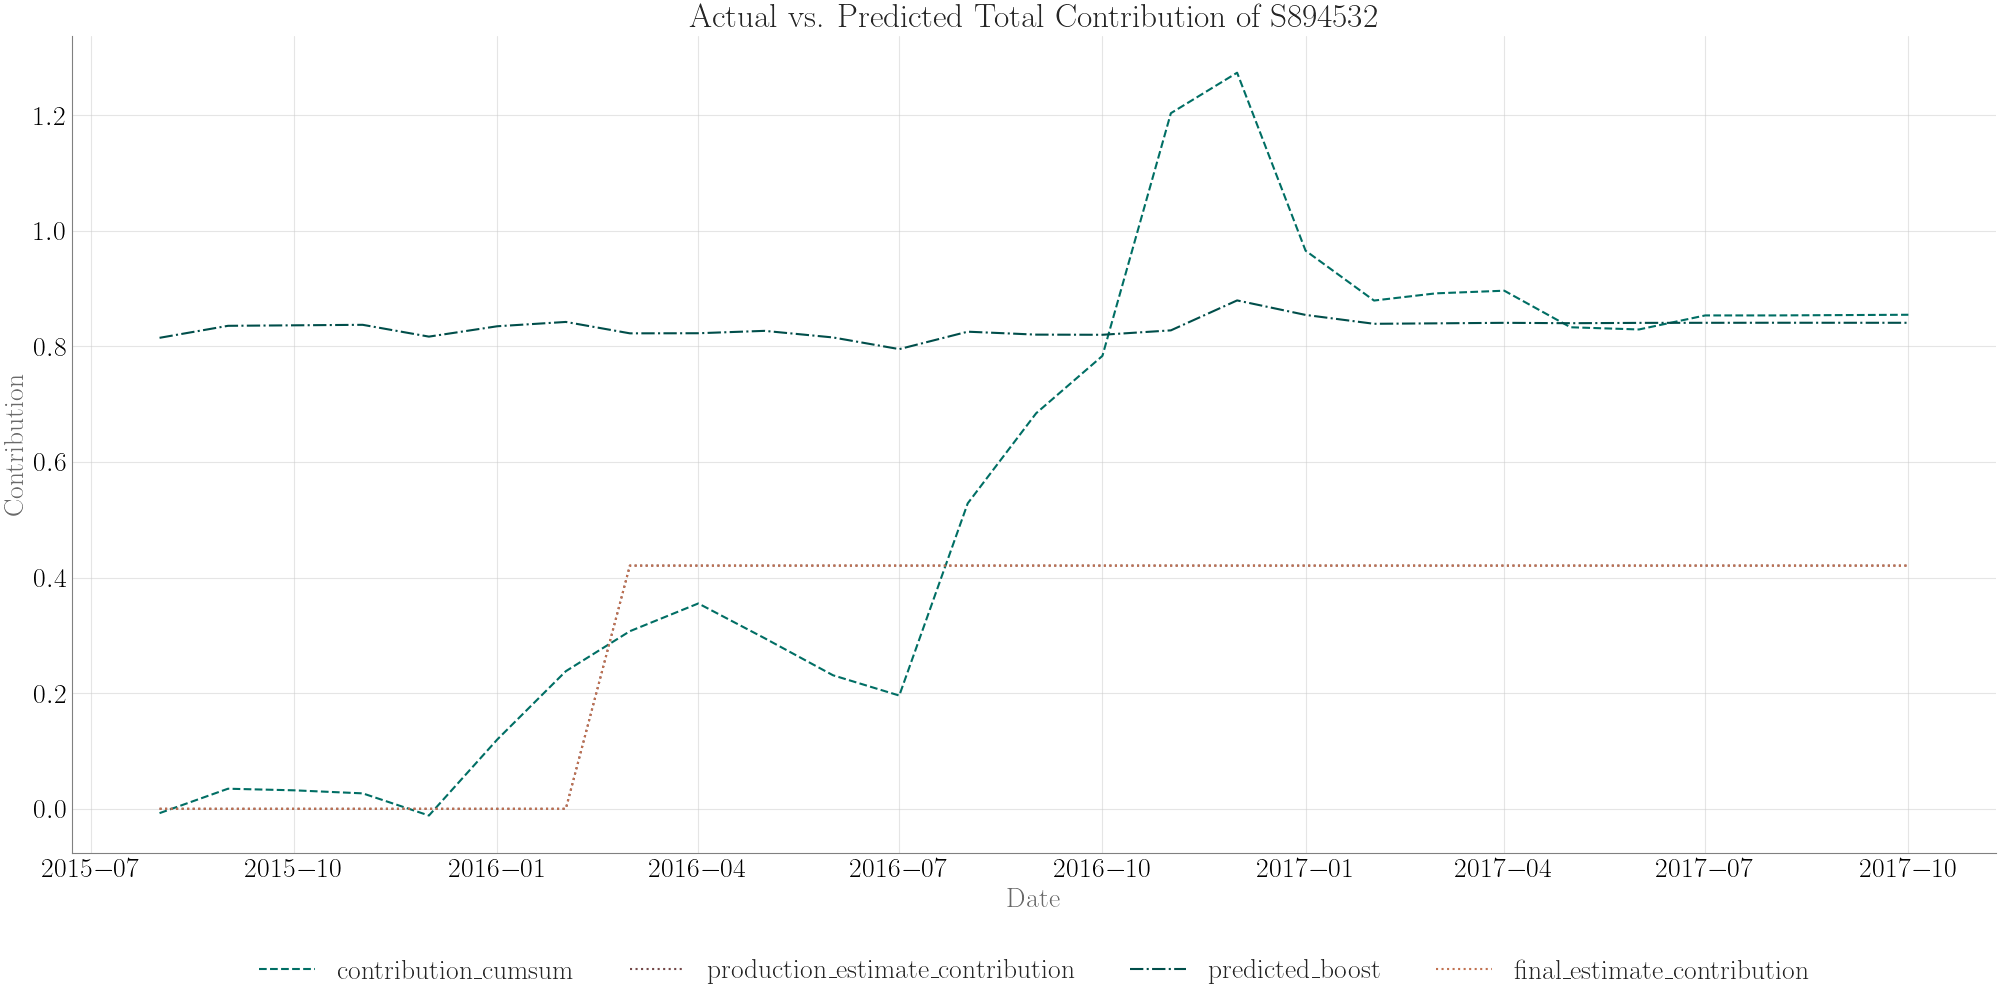 Actual vs. Predicted Total Contribution of S894532
Contribution
1.2
1.0
0.8
0.6
0.4
0.2
0.0
2015–07 2015–10 2016–01 2016–04 2016–07 2016–10 2017–01 2017–04 2017–07 2017–10
Date
contribution_cumsum production_estimate_contribution predicted_boost final_estimate_contribution